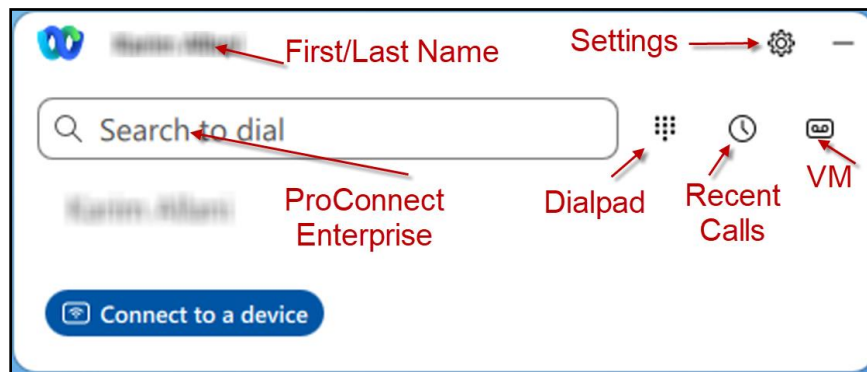 First/Last Name
Settings
Search to dial
ProConnect
Enterprise
Dialpad
Recent
Calls
VM
Connect to a device